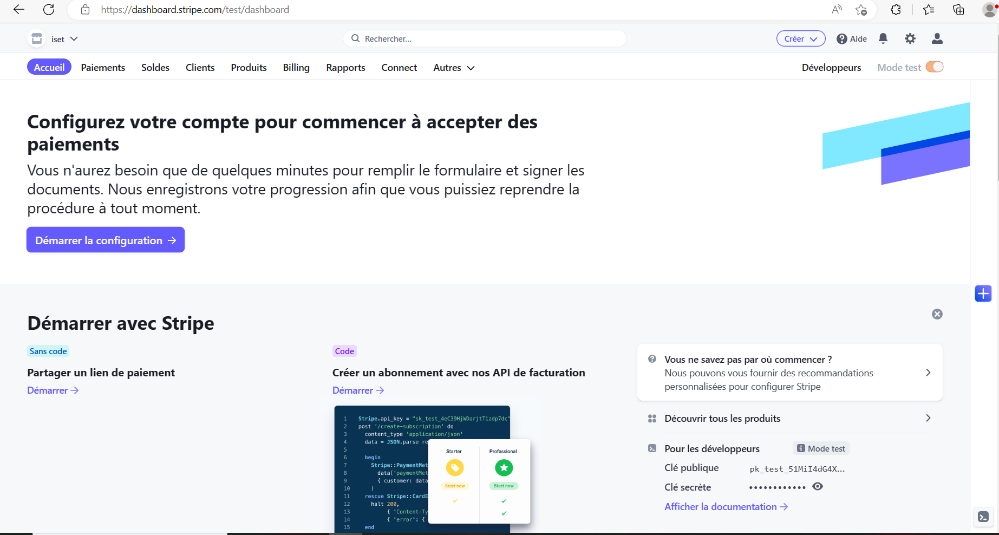 https://dashboard.stripe.com/test/dashboard
iset
Rechercher...
Créer
Aide
Accueil
Paiements
Soldes
Clients
Produits
Billing
Rapports
Connect
Autres
Développeurs
Mode test
Configurez votre compte pour commencer à accepter des
paiements
Vous n'aurez besoin que de quelques minutes pour remplir le formulaire et signer les
documents. Nous enregistrons votre progression afin que vous puissiez reprendre la
procédure à tout moment.
Démarrer la configuration →
Démarrer avec Stripe
Sans code
Partager un lien de paiement
Démarrer →
Code
Créer un abonnement avec nos API de facturation
Démarrer →
1 Stripe.api_key = "sk_test_4eC39HjWDarjtT1zdp7dc"
2 post '/create-subscription' do
3 content_type 'application/json'
4 data = JSON.parse re
5
6 begin
7 Stripe::PaymentMet
8 data['paymentMet
9 { customer: data
10 )
11 rescue Stripe::CardE
12 halt 200,
13 { 'Content-Ty
14 { 'error': {
15 end
Starter
Start now
Professional
Start now
Vous ne savez pas par où commencer ?
Nous pouvons vous fournir des recommandations
personnalisées pour configurer Stripe
Découvrir tous les produits
Pour les développeurs
Mode test
Clé publique
pk_test_51MiI4dG4X...
Clé secrète
••••••••••••
Afficher la documentation →